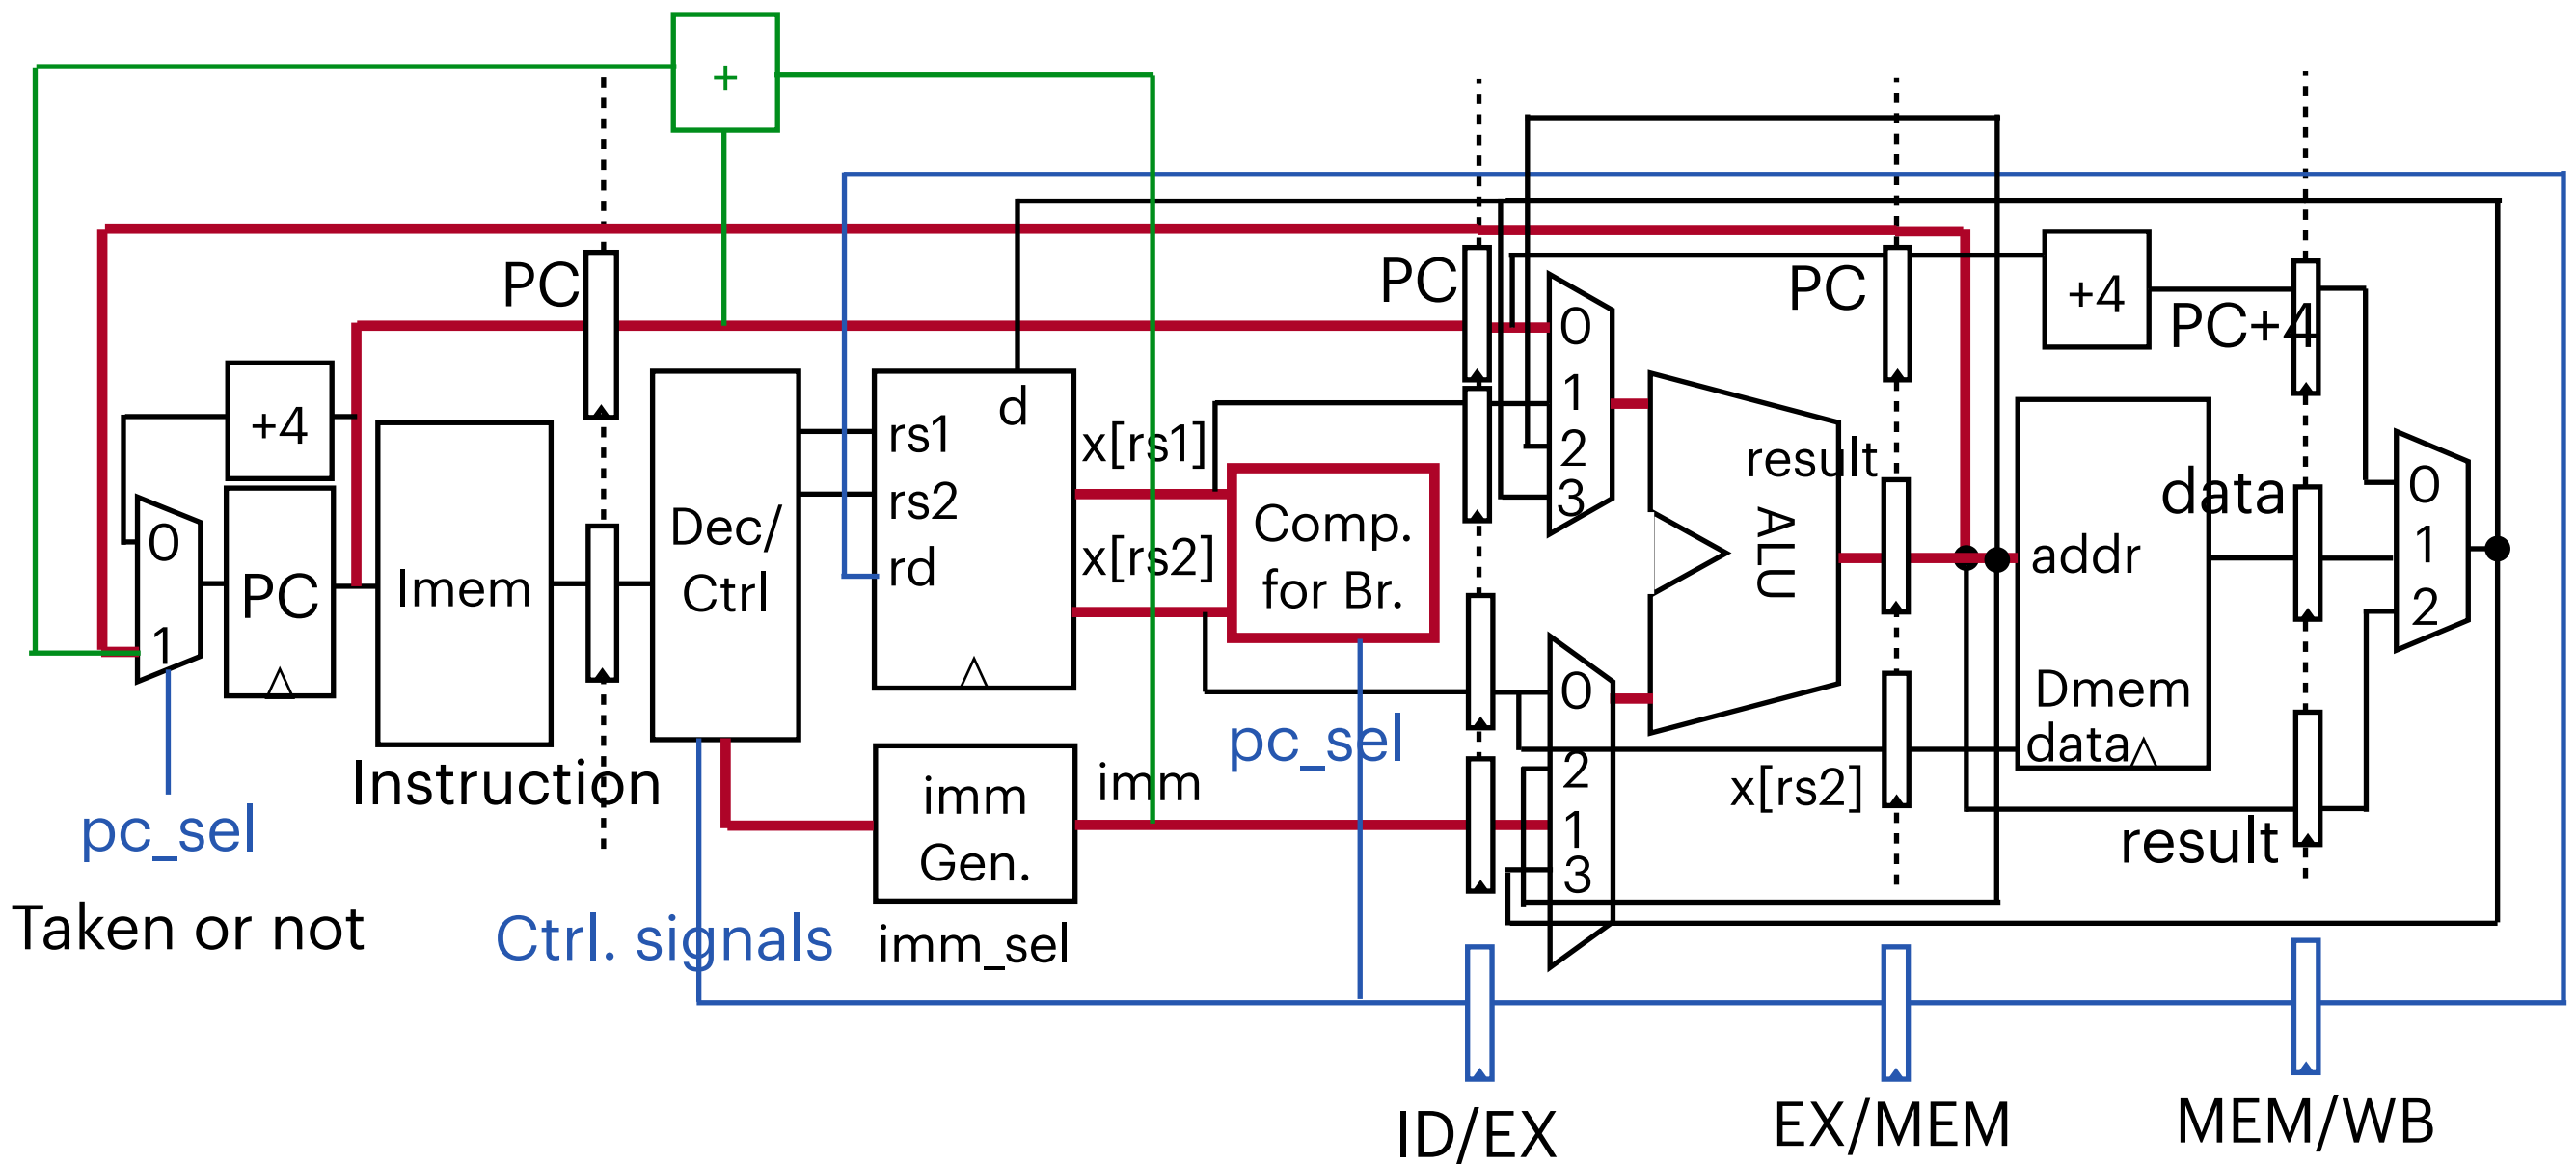 +
PC
PC
PC
+4
PC+4
+4
0
1
PC
Imem
Instruction
pc_sel
Taken or not
Dec/
Ctrl
Ctrl. signals
d
rs1
rs2
rd
x[rs1]
x[rs2]
Comp.
for Br.
pc_sel
imm
Gen.
imm
imm_sel
0
1
2
3
0
2
1
3
ALU
result
x[rs2]
addr
Dmem
data
data
result
0
1
2
ID/EX
EX/MEM
MEM/WB